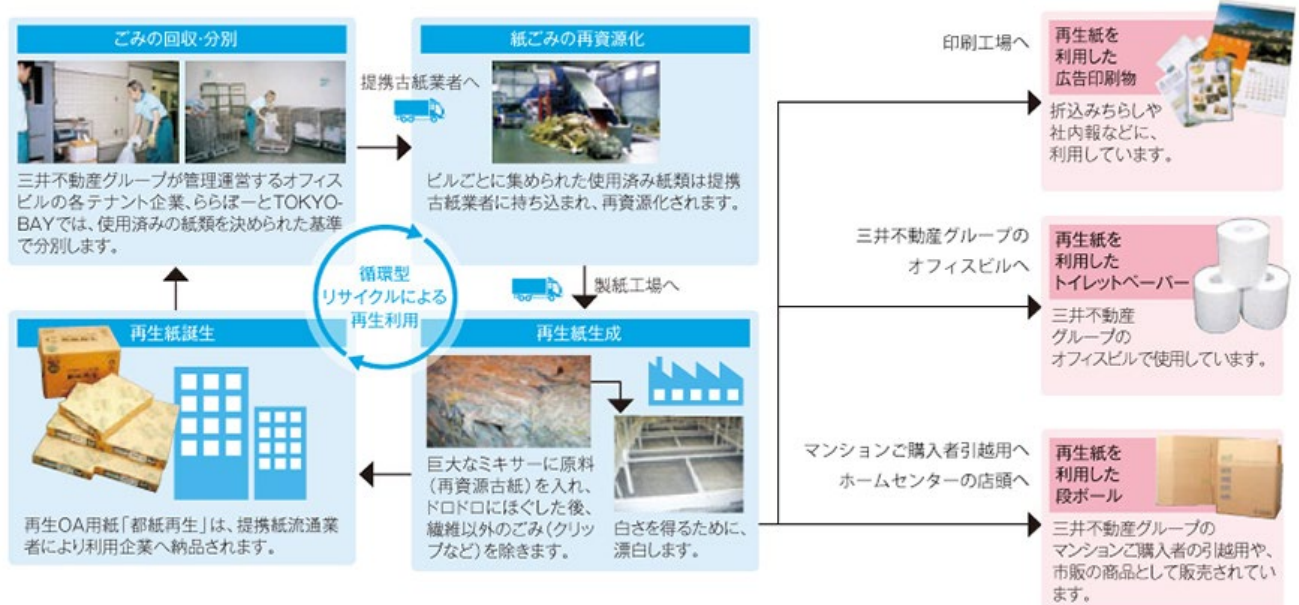 ごみの回収・分別
三井不動産グループが管理運営するオフィス
ビルの各テナント企業、ららぽーとTOKYO-
BAYでは、使用済みの紙類を決められた基準
で分別します。
提携古紙業者へ
紙ごみの再資源化
ビルごとに集められた使用済み紙類は提携
古紙業者に持ち込まれ、再資源化されます。
製紙工場へ
循環型
リサイクルによる
再生利用
再生紙生成
巨大なミキサーに原料
（再資源古紙）を入れ、
ドロドロにほぐした後、
繊維以外のごみ（クリッ
プなど）を除きます。
白さを得るために、
漂白します。
再生紙誕生
再生OA用紙「都紙再生」は、提携紙流通業
者により利用企業へ納品されます。
印刷工場へ
再生紙を
利用した
広告印刷物
折込みちらしや
社内報などに、
利用しています。
三井不動産グループの
オフィスビルへ
再生紙を
利用した
トイレットペーパー
三井不動産
グループの
オフィスビルで使用しています。
マンションご購入者引越用へ
ホームセンターの店頭へ
再生紙を
利用した
段ボール
三井不動産グループの
マンションご購入者の引越用や、
市販の商品として販売されてい
ます。